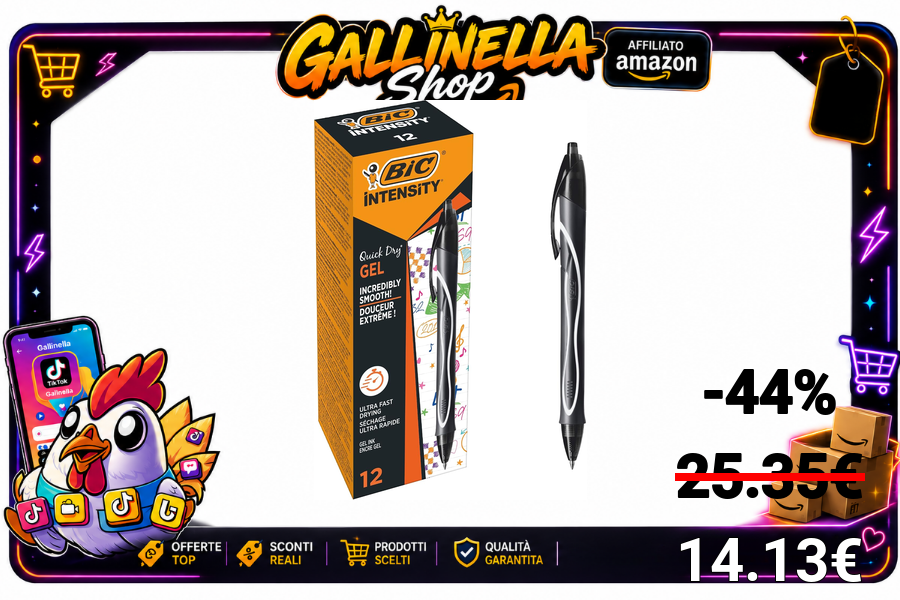 GALLINELLA
Shop
AFFILIATO
amazon
BiC
INTENSITY
12
BiC
INTENSITY
Quick Dry
GEL
INCREDIBLY
SMOOTH!
DOUCEUR
EXTRÊME !
ULTRA FAST
DRYING
SÉCHAGE
ULTRA RAPIDE
GEL INK
ENCRE GEL
12
Gallinella
TikTok
Gallinella
-44%
25.35€
14.13€
OFFERTE
TOP
SCONTI
REALI
PRODOTTI
SCELTI
QUALITÀ
GARANTITA